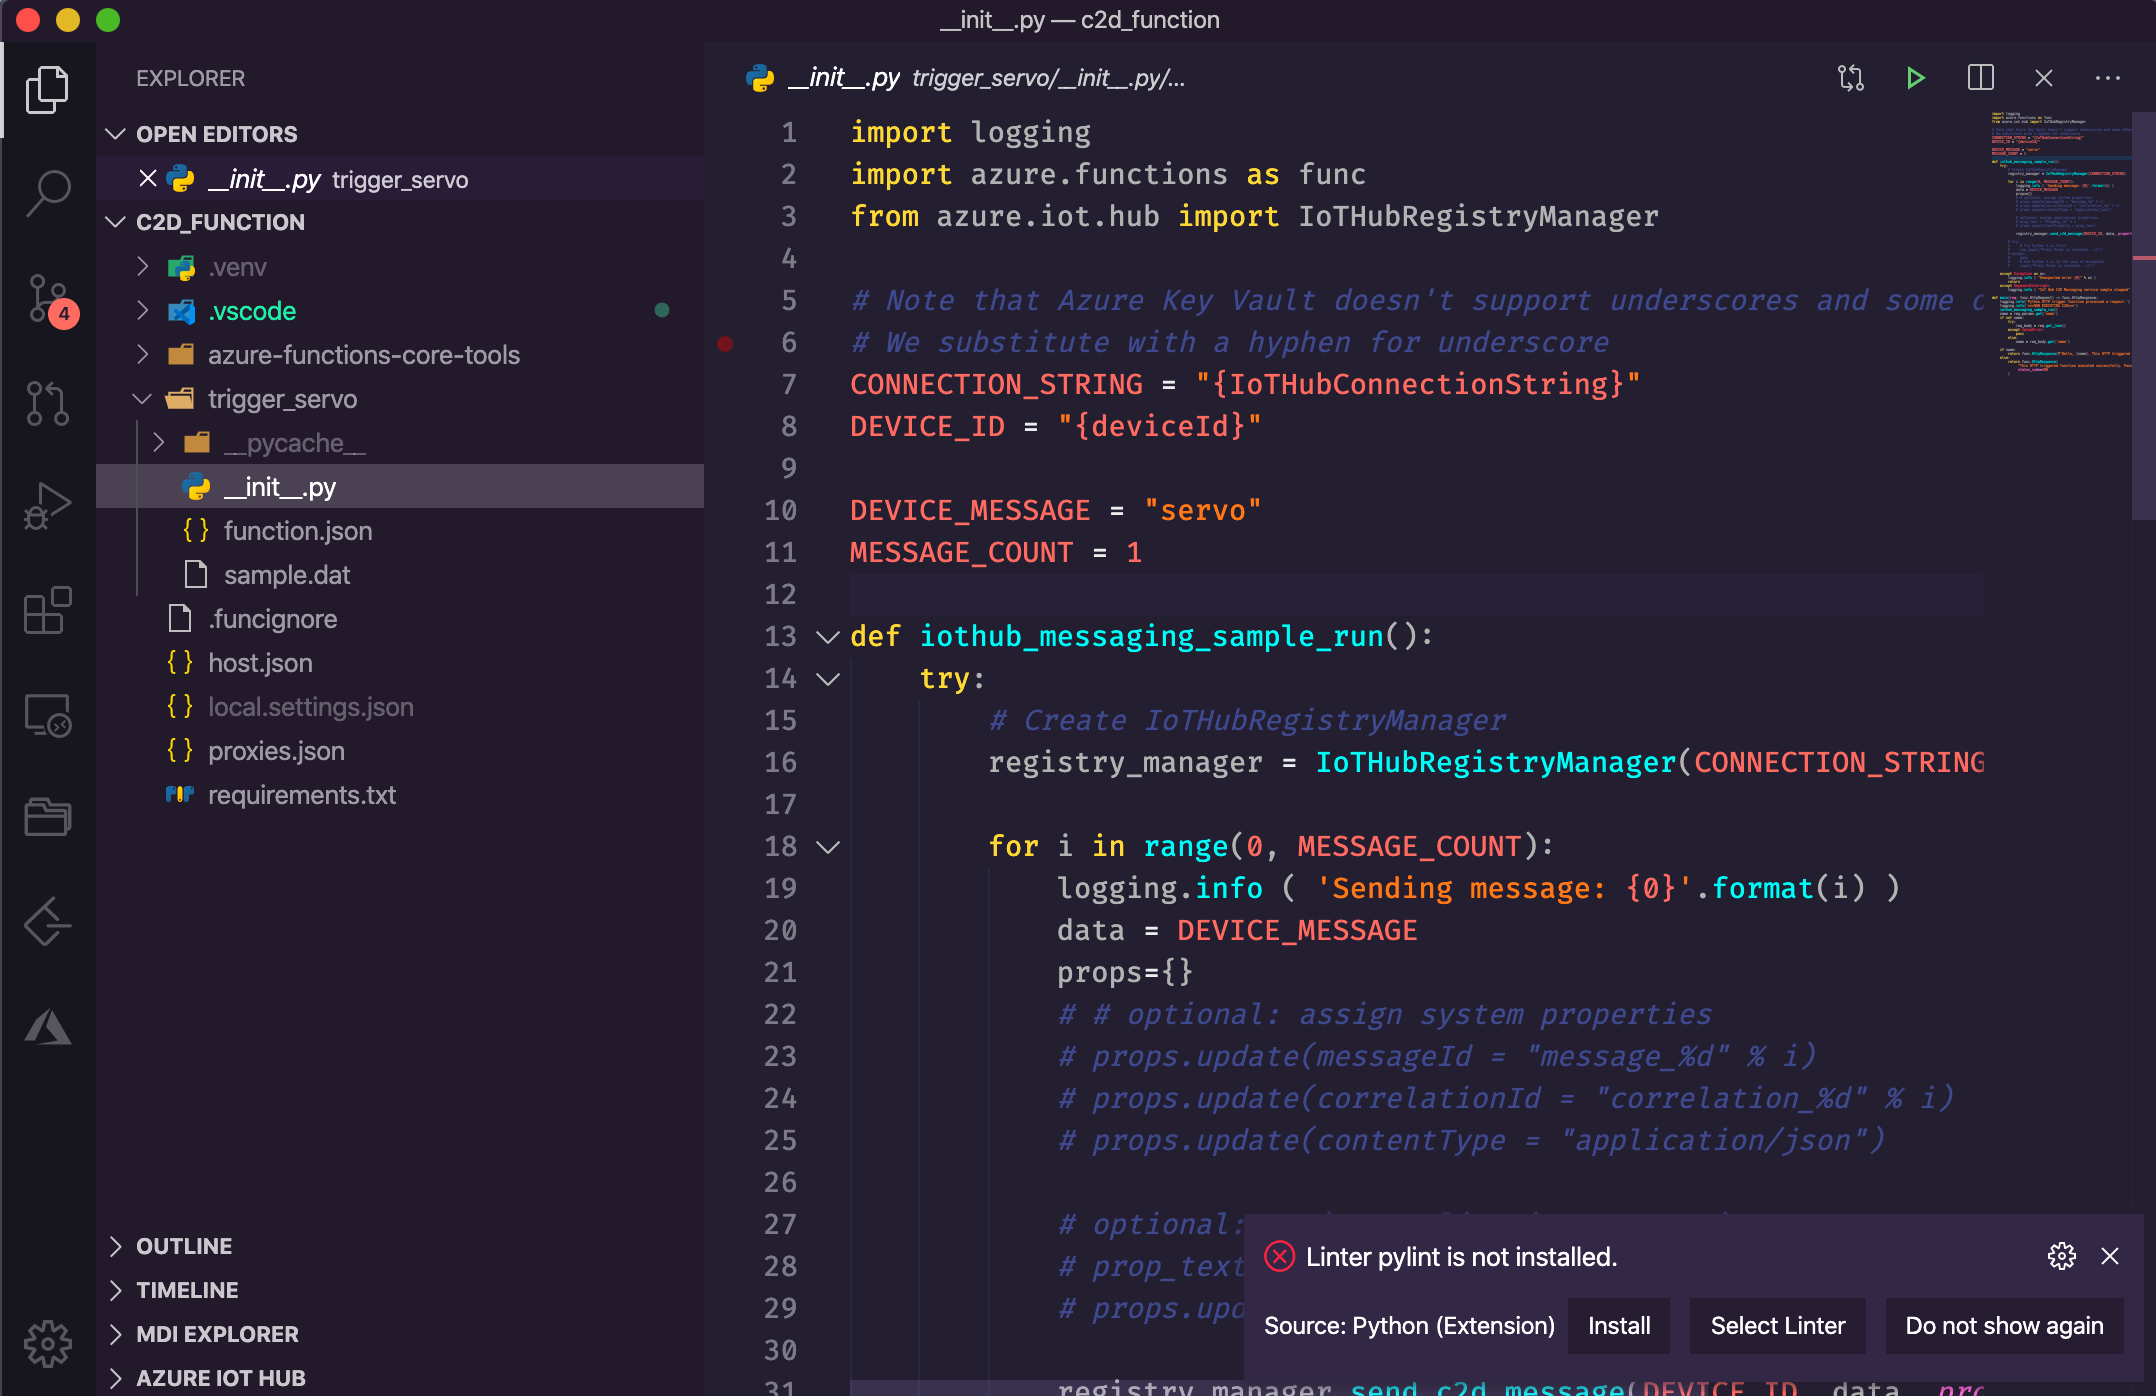 __init__.py — c2d_function
EXPLORER
OPEN EDITORS
__init__.py trigger_servo
C2D_FUNCTION
.venv
.vscode
azure-functions-core-tools
trigger_servo
__pycache__
__init__.py
function.json
sample.dat
.funcignore
host.json
local.settings.json
proxies.json
requirements.txt
OUTLINE
TIMELINE
MDI EXPLORER
AZURE IOT HUB
4
__init__.py trigger_servo/__init__.py/...
1 import logging
2 import azure.functions as func
3 from azure.iot.hub import IoTHubRegistryManager
4
5 # Note that Azure Key Vault doesn't support underscores and some
6 # We substitute with a hyphen for underscore
7 CONNECTION_STRING = "{IoTHubConnectionString}"
8 DEVICE_ID = "{deviceId}"
9
10 DEVICE_MESSAGE = "servo"
11 MESSAGE_COUNT = 1
12
13 def iothub_messaging_sample_run():
14 try:
15 # Create IoTHubRegistryManager
16 registry_manager = IoTHubRegistryManager(CONNECTION_STRING
17
18 for i in range(0, MESSAGE_COUNT):
19 logging.info ( 'Sending message: {0}'.format(i) )
20 data = DEVICE_MESSAGE
21 props={}
22 # # optional: assign system properties
23 # props.update(messageId = "message_%d" % i)
24 # props.update(correlationId = "correlation_%d" % i)
25 # props.update(contentType = "application/json")
26
27 # optional:
28 # prop_text
29 # props.upd
30
31 registry_manager.send_c2d_message(DEVICE_ID, data, pro
Linter pylint is not installed.
Source: Python (Extension)
Install
Select Linter
Do not show again